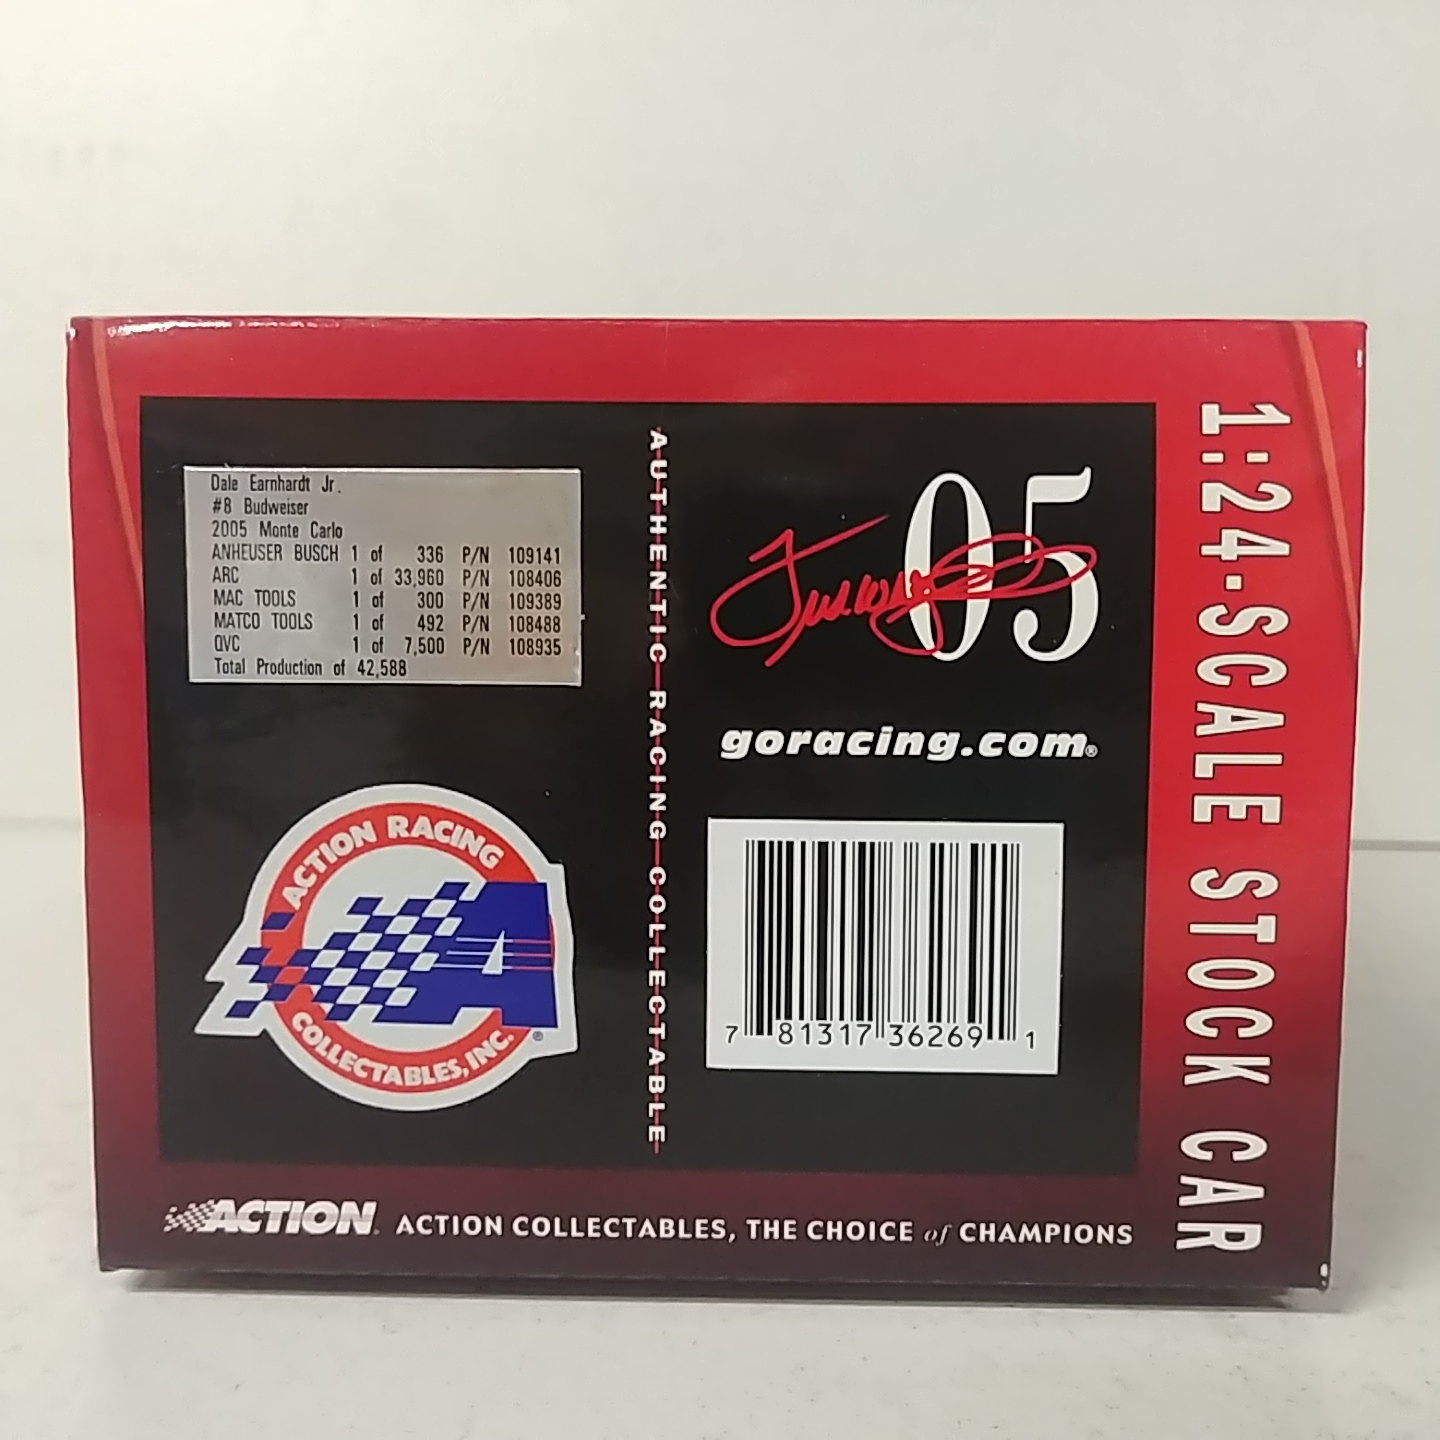 Dale Earnhardt Jr.
#8 Budweiser
2005 Monte Carlo
ANHEUSER BUSCH 1 of 336 P/N 109141
ARC 1 of 33,960 P/N 108406
MAC TOOLS 1 of 300 P/N 109389
MATCO TOOLS 1 of 492 P/N 108488
QVC 1 of 7,500 P/N 108935
Total Production of 42,588
AUTHENTIC RACING COLLECTABLE
05
goracing.com®
ACTION RACING
A
COLLECTABLES, INC.®
7 81317 36269 1
1:24-SCALE STOCK CAR
ACTION
ACTION COLLECTABLES, THE CHOICE of CHAMPIONS